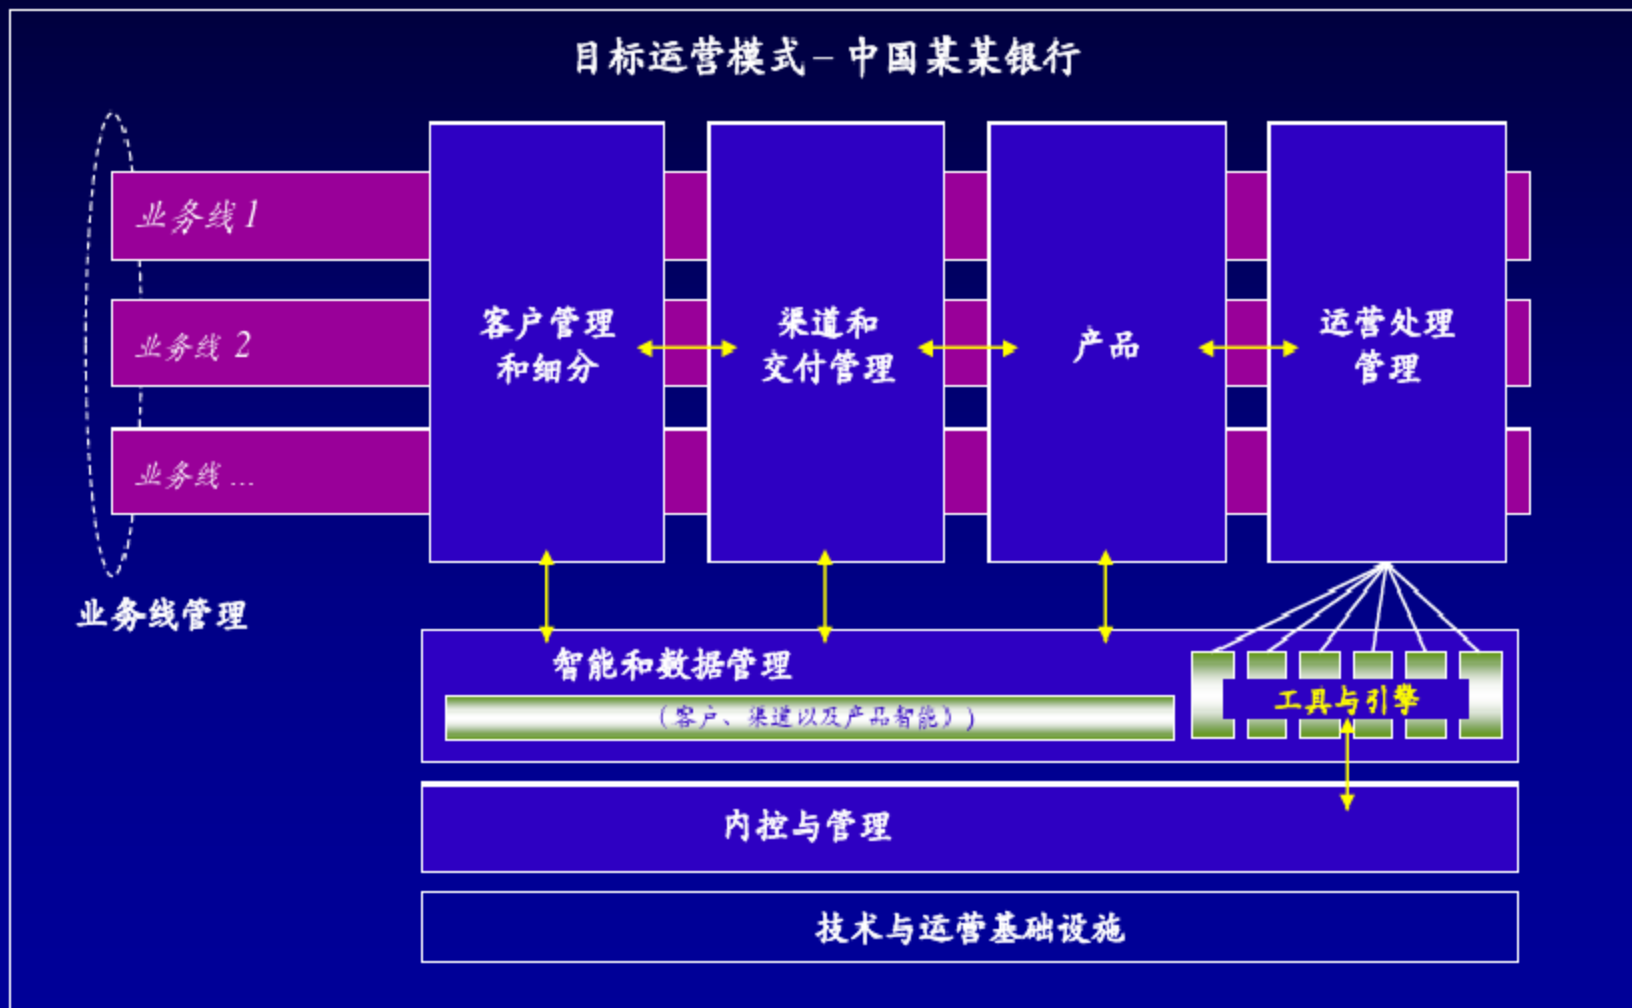 目标运营模式 – 中国某某银行
业务线 1
业务线 2
业务线 ...
业务线管理
客户管理
和细分
渠道和
交付管理
产品
运营处理
管理
智能和数据管理
（客户、渠道以及产品智能》)
工具与引擎
内控与管理
技术与运营基础设施